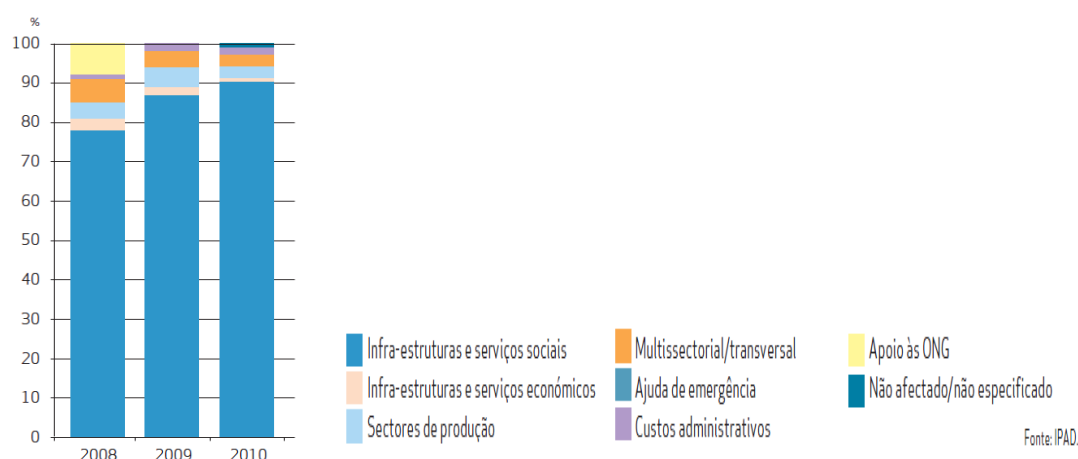 %
100
90
80
70
60
50
40
30
20
10
0
2008 2009 2010
Infra-estruturas e serviços sociais
Infra-estruturas e serviços económicos
Sectores de produção
Multissectorial/transversal
Ajuda de emergência
Custos administrativos
Apoio às ONG
Não afectado/não especificado
Fonte: IPAD.